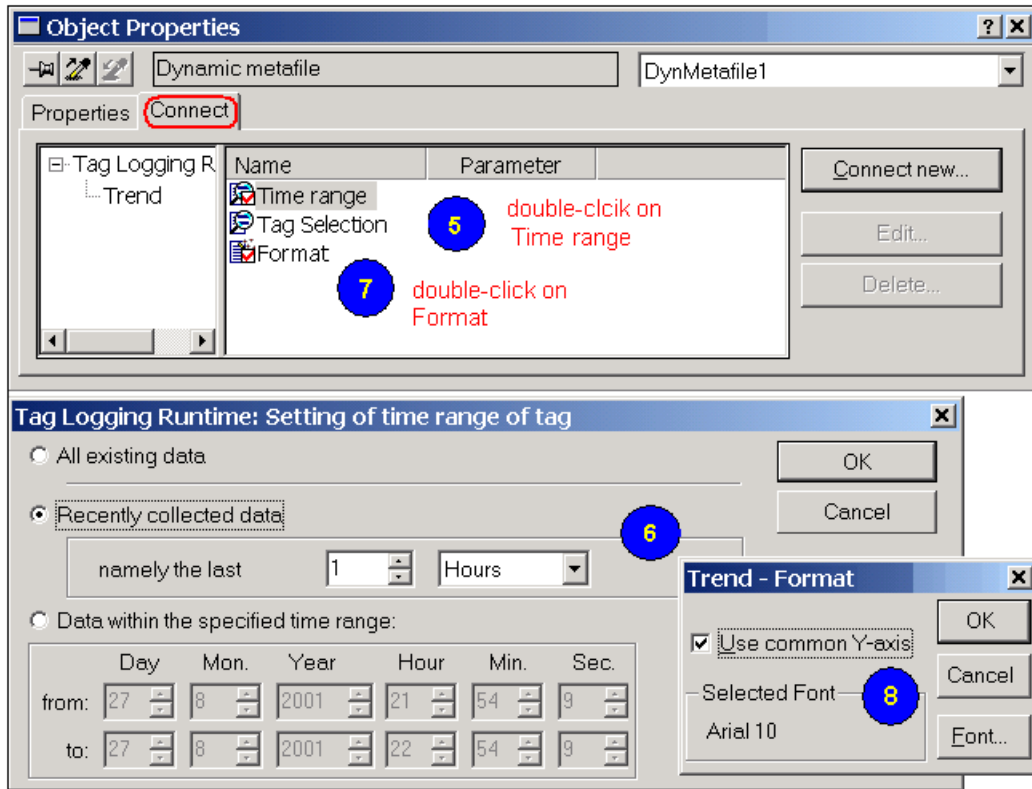 Object Properties
Dynamic metafile
DynMetafile1
Properties
Connect
Tag Logging R
Trend
Name Parameter
Time range
Tag Selection
Format
5
double-clcik on
Time range
7
double-click on
Format
Connect new...
Edit...
Delete...
Tag Logging Runtime: Setting of time range of tag
All existing data
OK
Cancel
Recently collected data
namely the last 1 Hours
6
Data within the specified time range:
Day Mon. Year Hour Min. Sec.
from: 27 8 2001 21 54 9
to: 27 8 2001 22 54 9
Trend - Format
Use common Y-axis
Selected Font
Arial 10
8
OK
Cancel
Font...